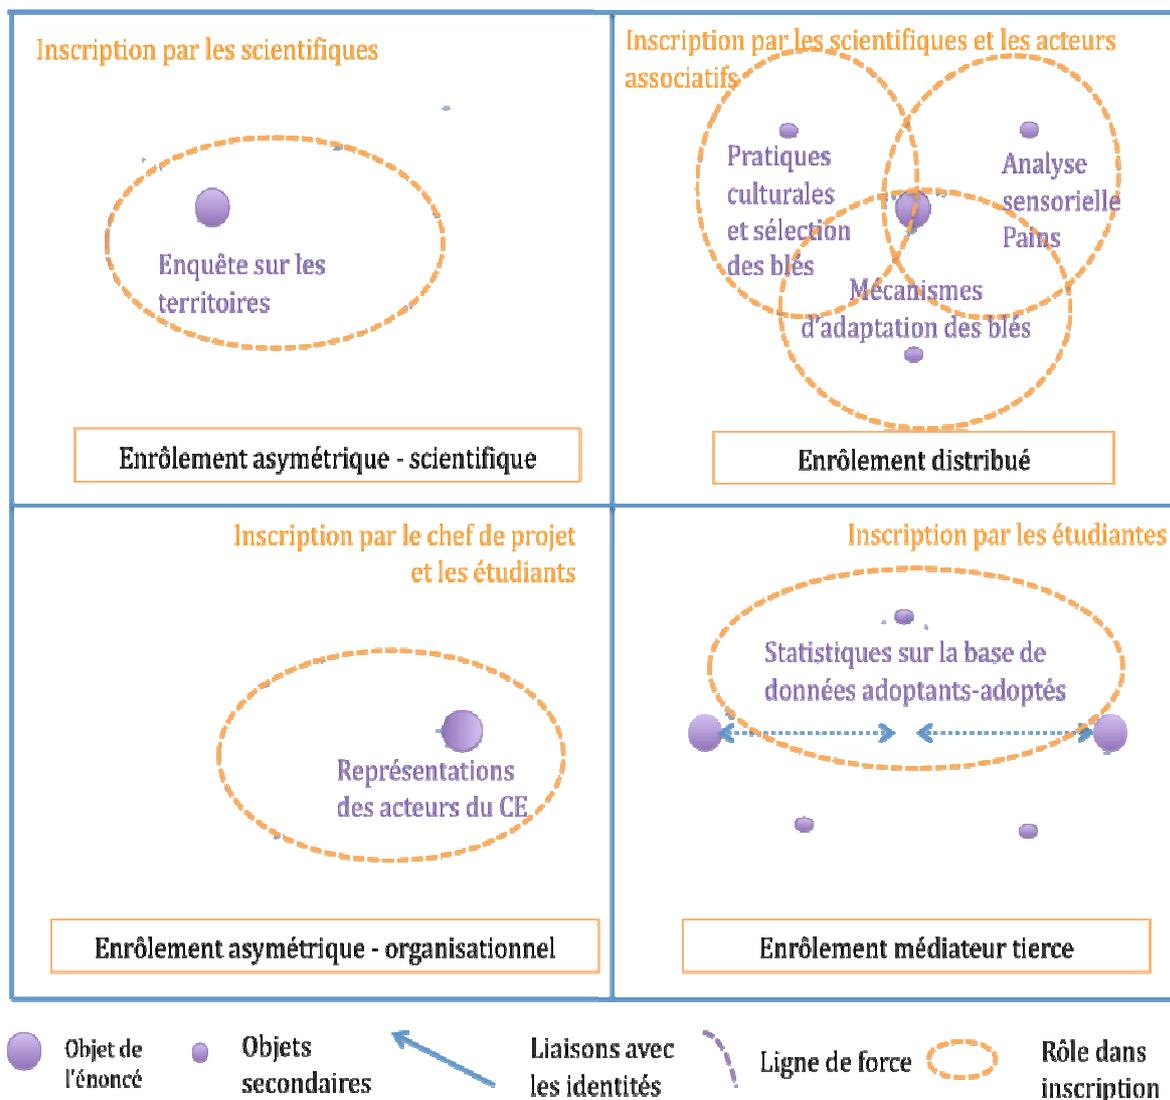 Inscription par les scientifiques
Enquête sur les
territoires
Enrôlement asymétrique - scientifique
Inscription par les scientifiques et les acteurs
associatifs
Pratiques
culturales
et sélection
des blés
Analyse
sensorielle
Pains
Mécanismes
d'adaptation des blés
Enrôlement distribué
Inscription par le chef de projet
et les étudiants
Représentations
des acteurs du CE
Enrôlement asymétrique - organisationnel
Inscription par les étudiantes
Statistiques sur la base de
données adoptants-adoptés
Enrôlement médiateur tierce
Objet de
l'énoncé
Objets
secondaires
Liaisons avec
les identités
Ligne de force
Rôle dans
inscription